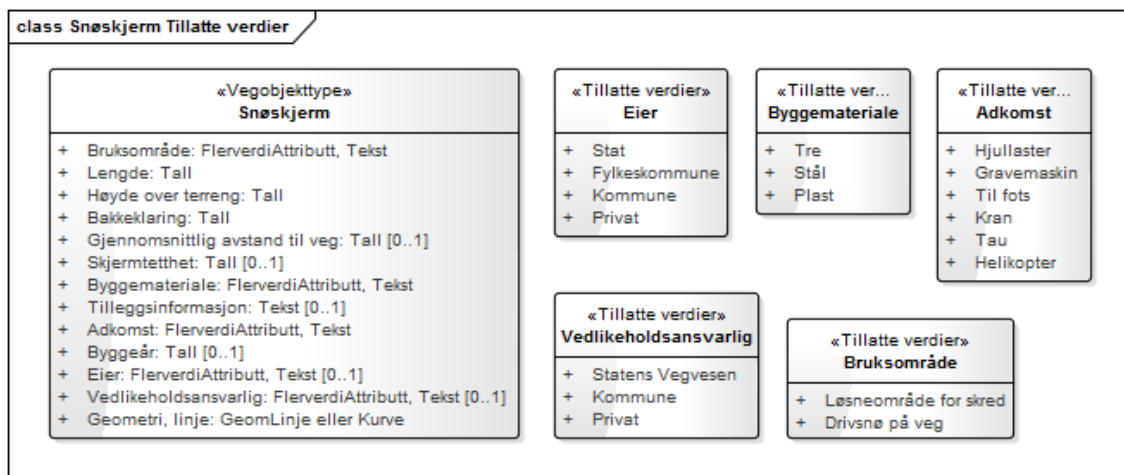 class Snøskjerm Tillatte verdier
«Vegobjekttype»
Snøskjerm
+ Bruksområde: FlerverdiAttributt, Tekst
+ Lengde: Tall
+ Høyde over terreng: Tall
+ Bakkeklaring: Tall
+ Gjennomsnittlig avstand til veg: Tall [0..1]
+ Skjermtetthet: Tall [0..1]
+ Byggemateriale: FlerverdiAttributt, Tekst
+ Tilleggsinformasjon: Tekst [0..1]
+ Adkomst: FlerverdiAttributt, Tekst
+ Byggeår: Tall [0..1]
+ Eier: FlerverdiAttributt, Tekst [0..1]
+ Vedlikeholdsansvarlig: FlerverdiAttributt, Tekst [0..1]
+ Geometri, linje: GeomLinje eller Kurve
«Tillatte verdier»
Eier
+ Stat
+ Fylkeskommune
+ Kommune
+ Privat
«Tillatte ver...
Byggemateriale
+ Tre
+ Stål
+ Plast
«Tillatte ver...
Adkomst
+ Hjullaster
+ Gravemaskin
+ Til fots
+ Kran
+ Tau
+ Helikopter
«Tillatte verdier»
Vedlikeholdsansvarlig
+ Statens Vegvesen
+ Kommune
+ Privat
«Tillatte verdier»
Bruksområde
+ Løsneområde for skred
+ Drivsnø på veg